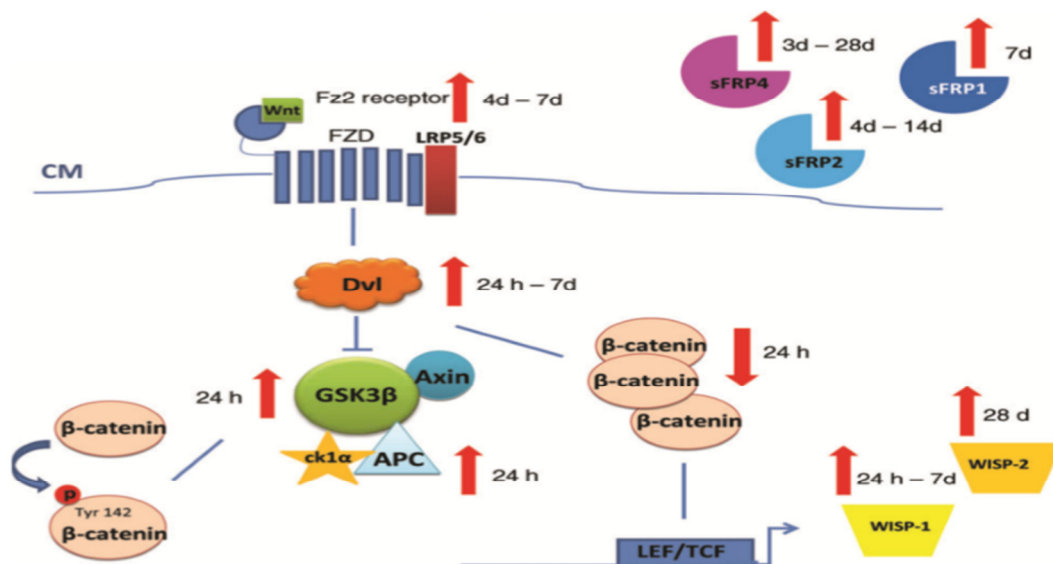 3d – 28d
sFRP4
7d
sFRP1
4d – 14d
sFRP2
Wnt
Fz2 receptor
4d – 7d
FZD
LRP5/6
CM
Dvl
24 h – 7d
β-catenin
β-catenin
β-catenin
24 h
24 h
GSK3β
Axin
ck1α
APC
24 h
β-catenin
P
Tyr 142
β-catenin
28 d
WISP-2
24 h – 7d
WISP-1
LEF/TCF